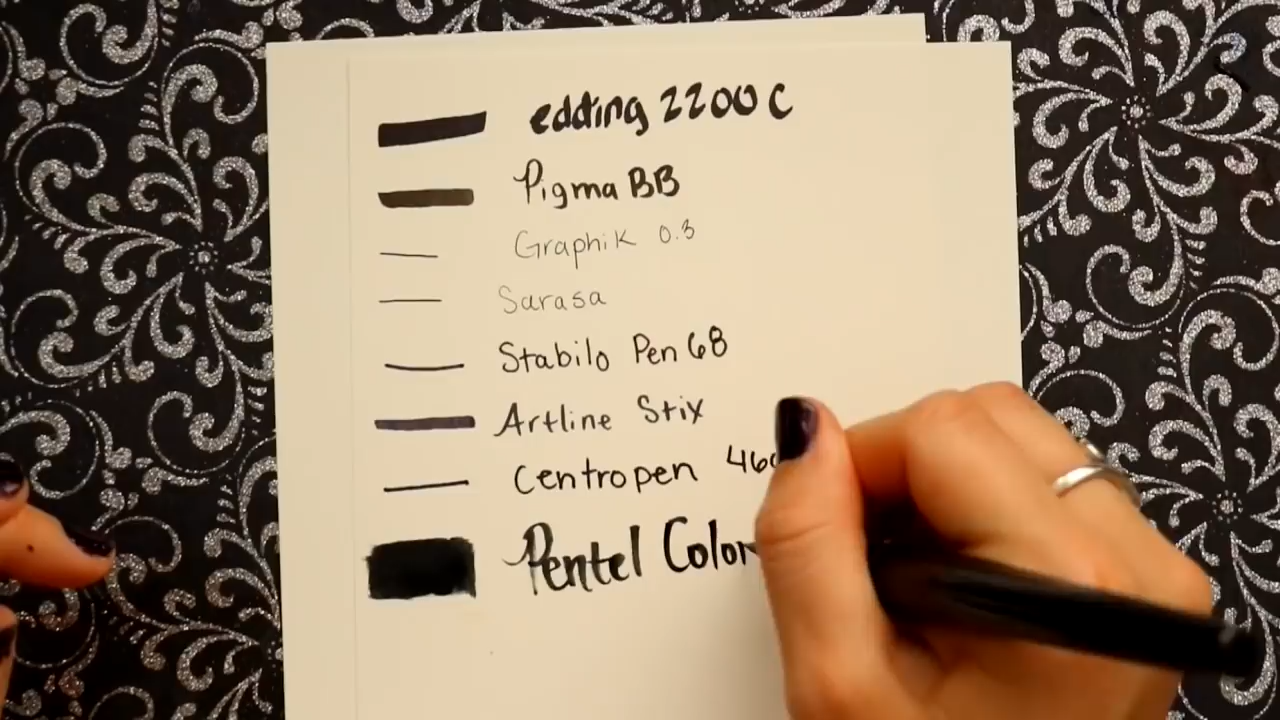 edding 2200 C
Pigma BB
Graphik 0.3
Sarasa
Stabilo Pen 68
Artline Stix
Centropen
Pentel Color